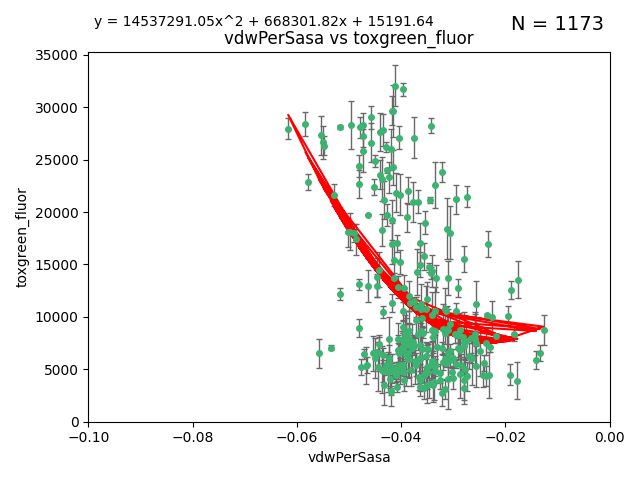 y = 14537291.05x^2 + 668301.82x + 15191.64
N = 1173
vdwPerSasa vs toxgreen_fluor
35000
30000
25000
20000
15000
10000
5000
0
toxgreen_fluor
−0.10
−0.08
−0.06
−0.04
−0.02
0.00
vdwPerSasa